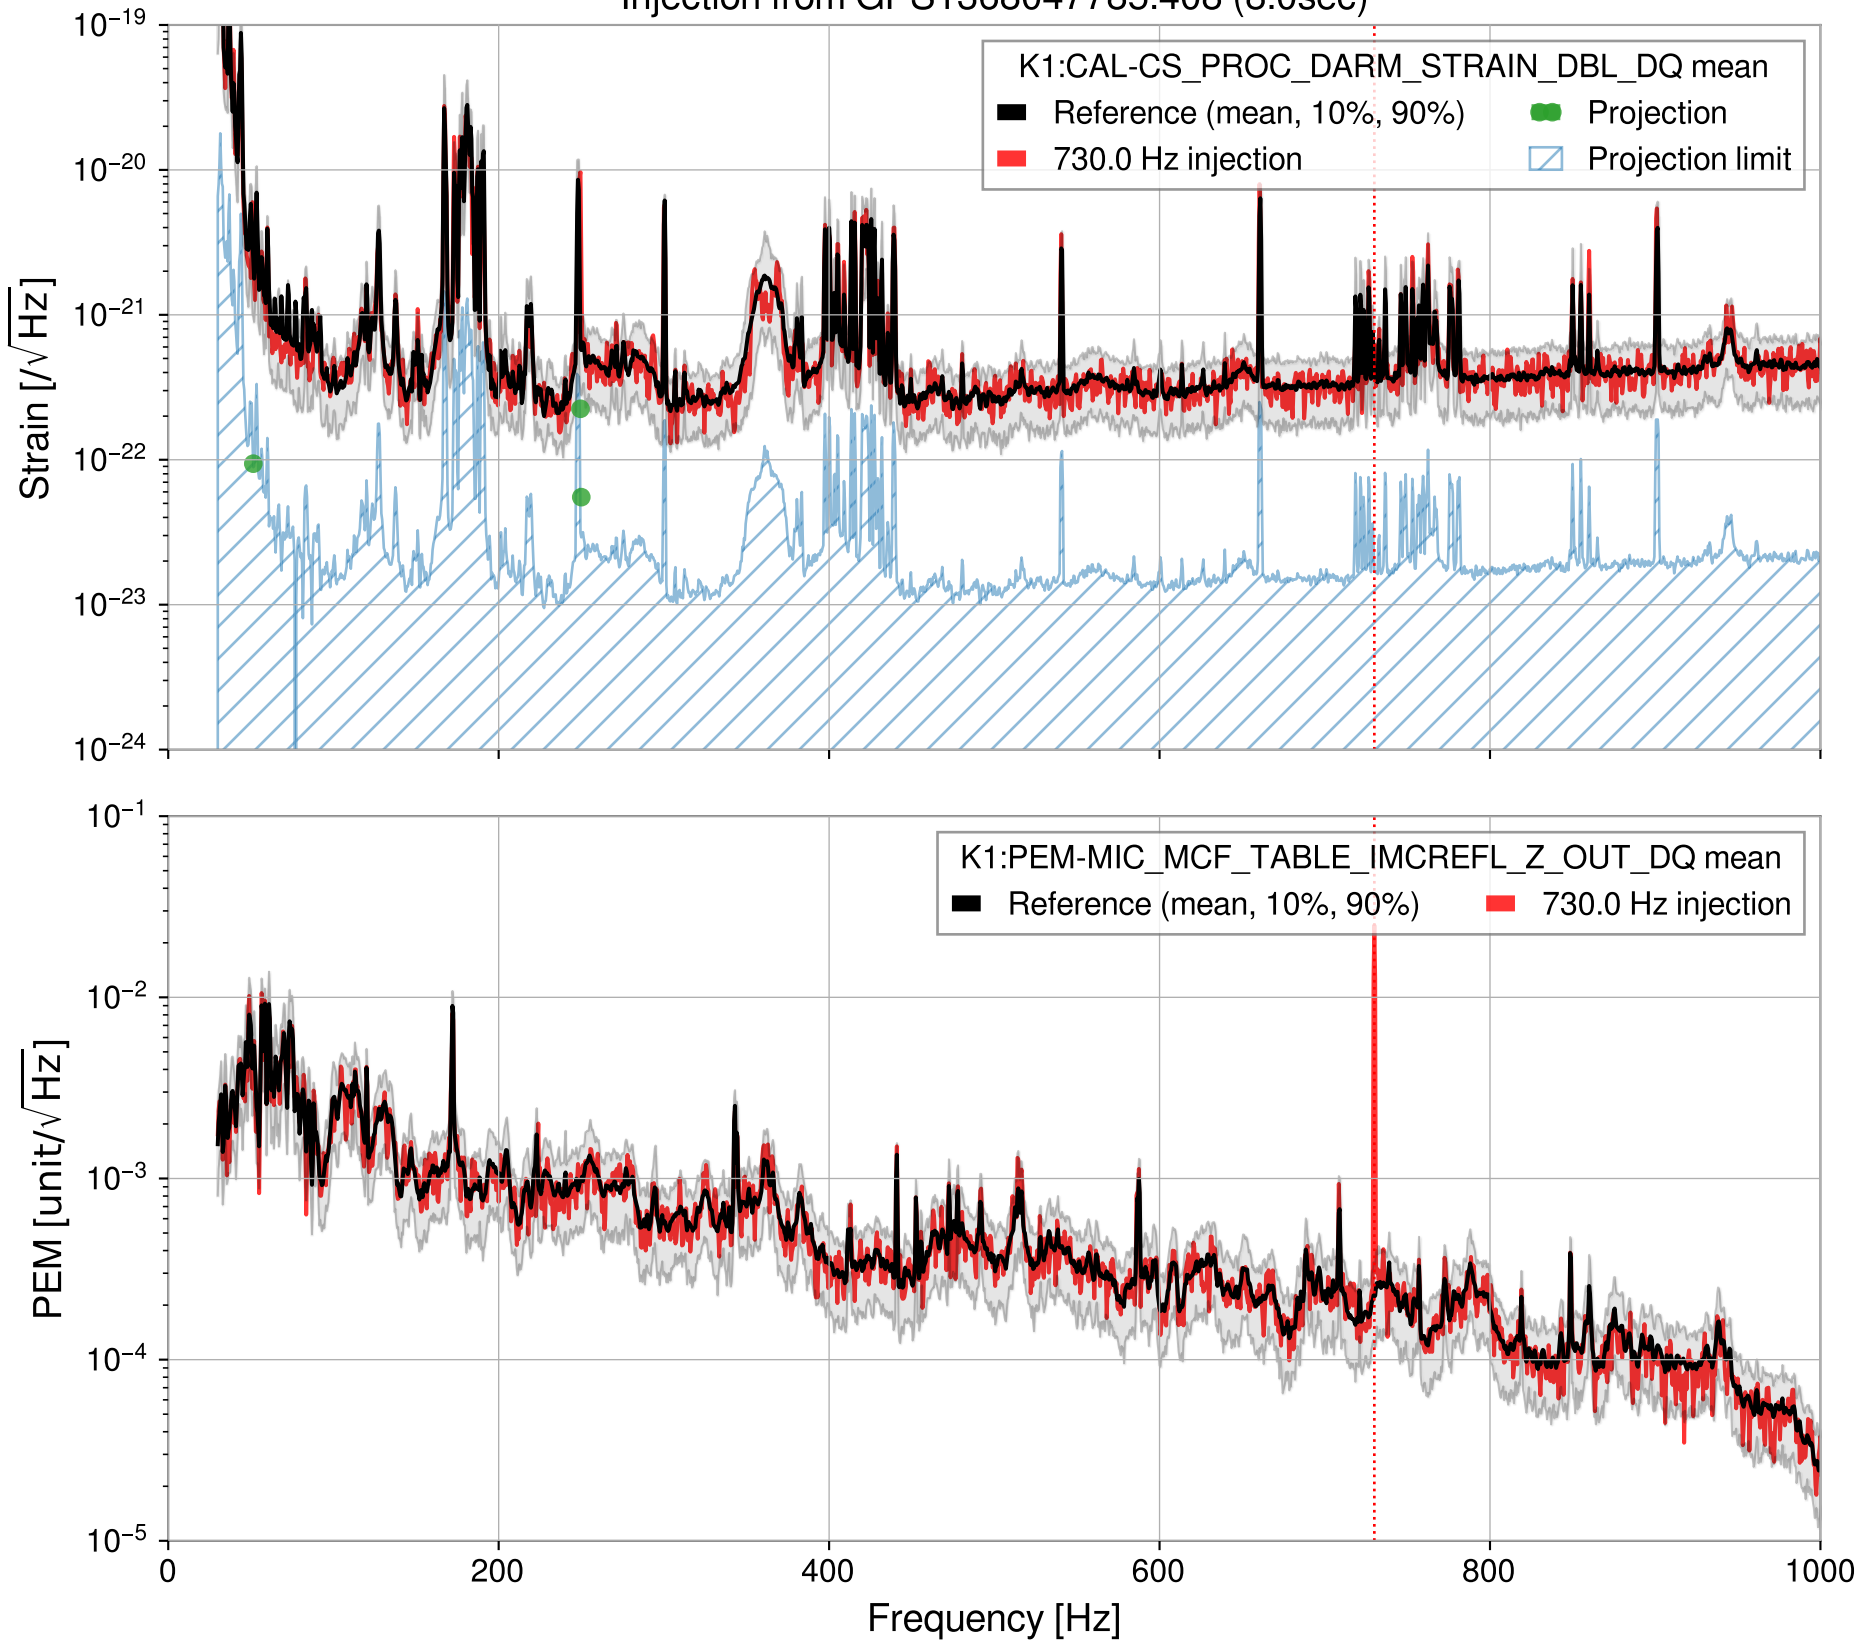 10⁻¹⁹
K1:CAL-CS_PROC_DARM_STRAIN_DBL_DQ mean
Reference (mean, 10%, 90%) Projection
730.0 Hz injection Projection limit
10⁻²⁰
10⁻²¹
10⁻²²
10⁻²³
10⁻²⁴
Strain [/√Hz]
10⁻¹
K1:PEM-MIC_MCF_TABLE_IMCREFL_Z_OUT_DQ mean
Reference (mean, 10%, 90%) 730.0 Hz injection
10⁻²
10⁻³
10⁻⁴
10⁻⁵
PEM [unit/√Hz]
0 200 400 600 800 1000
Frequency [Hz]